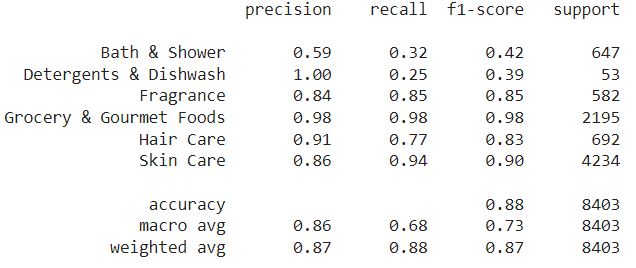 precision recall f1-score support
Bath & Shower 0.59 0.32 0.42 647
Detergents & Dishwash 1.00 0.25 0.39 53
Fragrance 0.84 0.85 0.85 582
Grocery & Gourmet Foods 0.98 0.98 0.98 2195
Hair Care 0.91 0.77 0.83 692
Skin Care 0.86 0.94 0.90 4234
accuracy 0.88 8403
macro avg 0.86 0.68 0.73 8403
weighted avg 0.87 0.88 0.87 8403